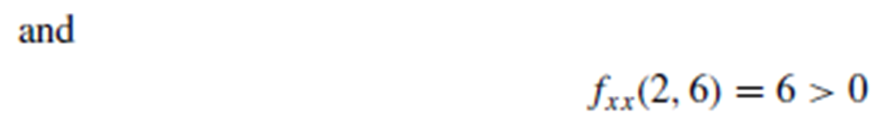 and
fxx(2, 6) = 6 > 0